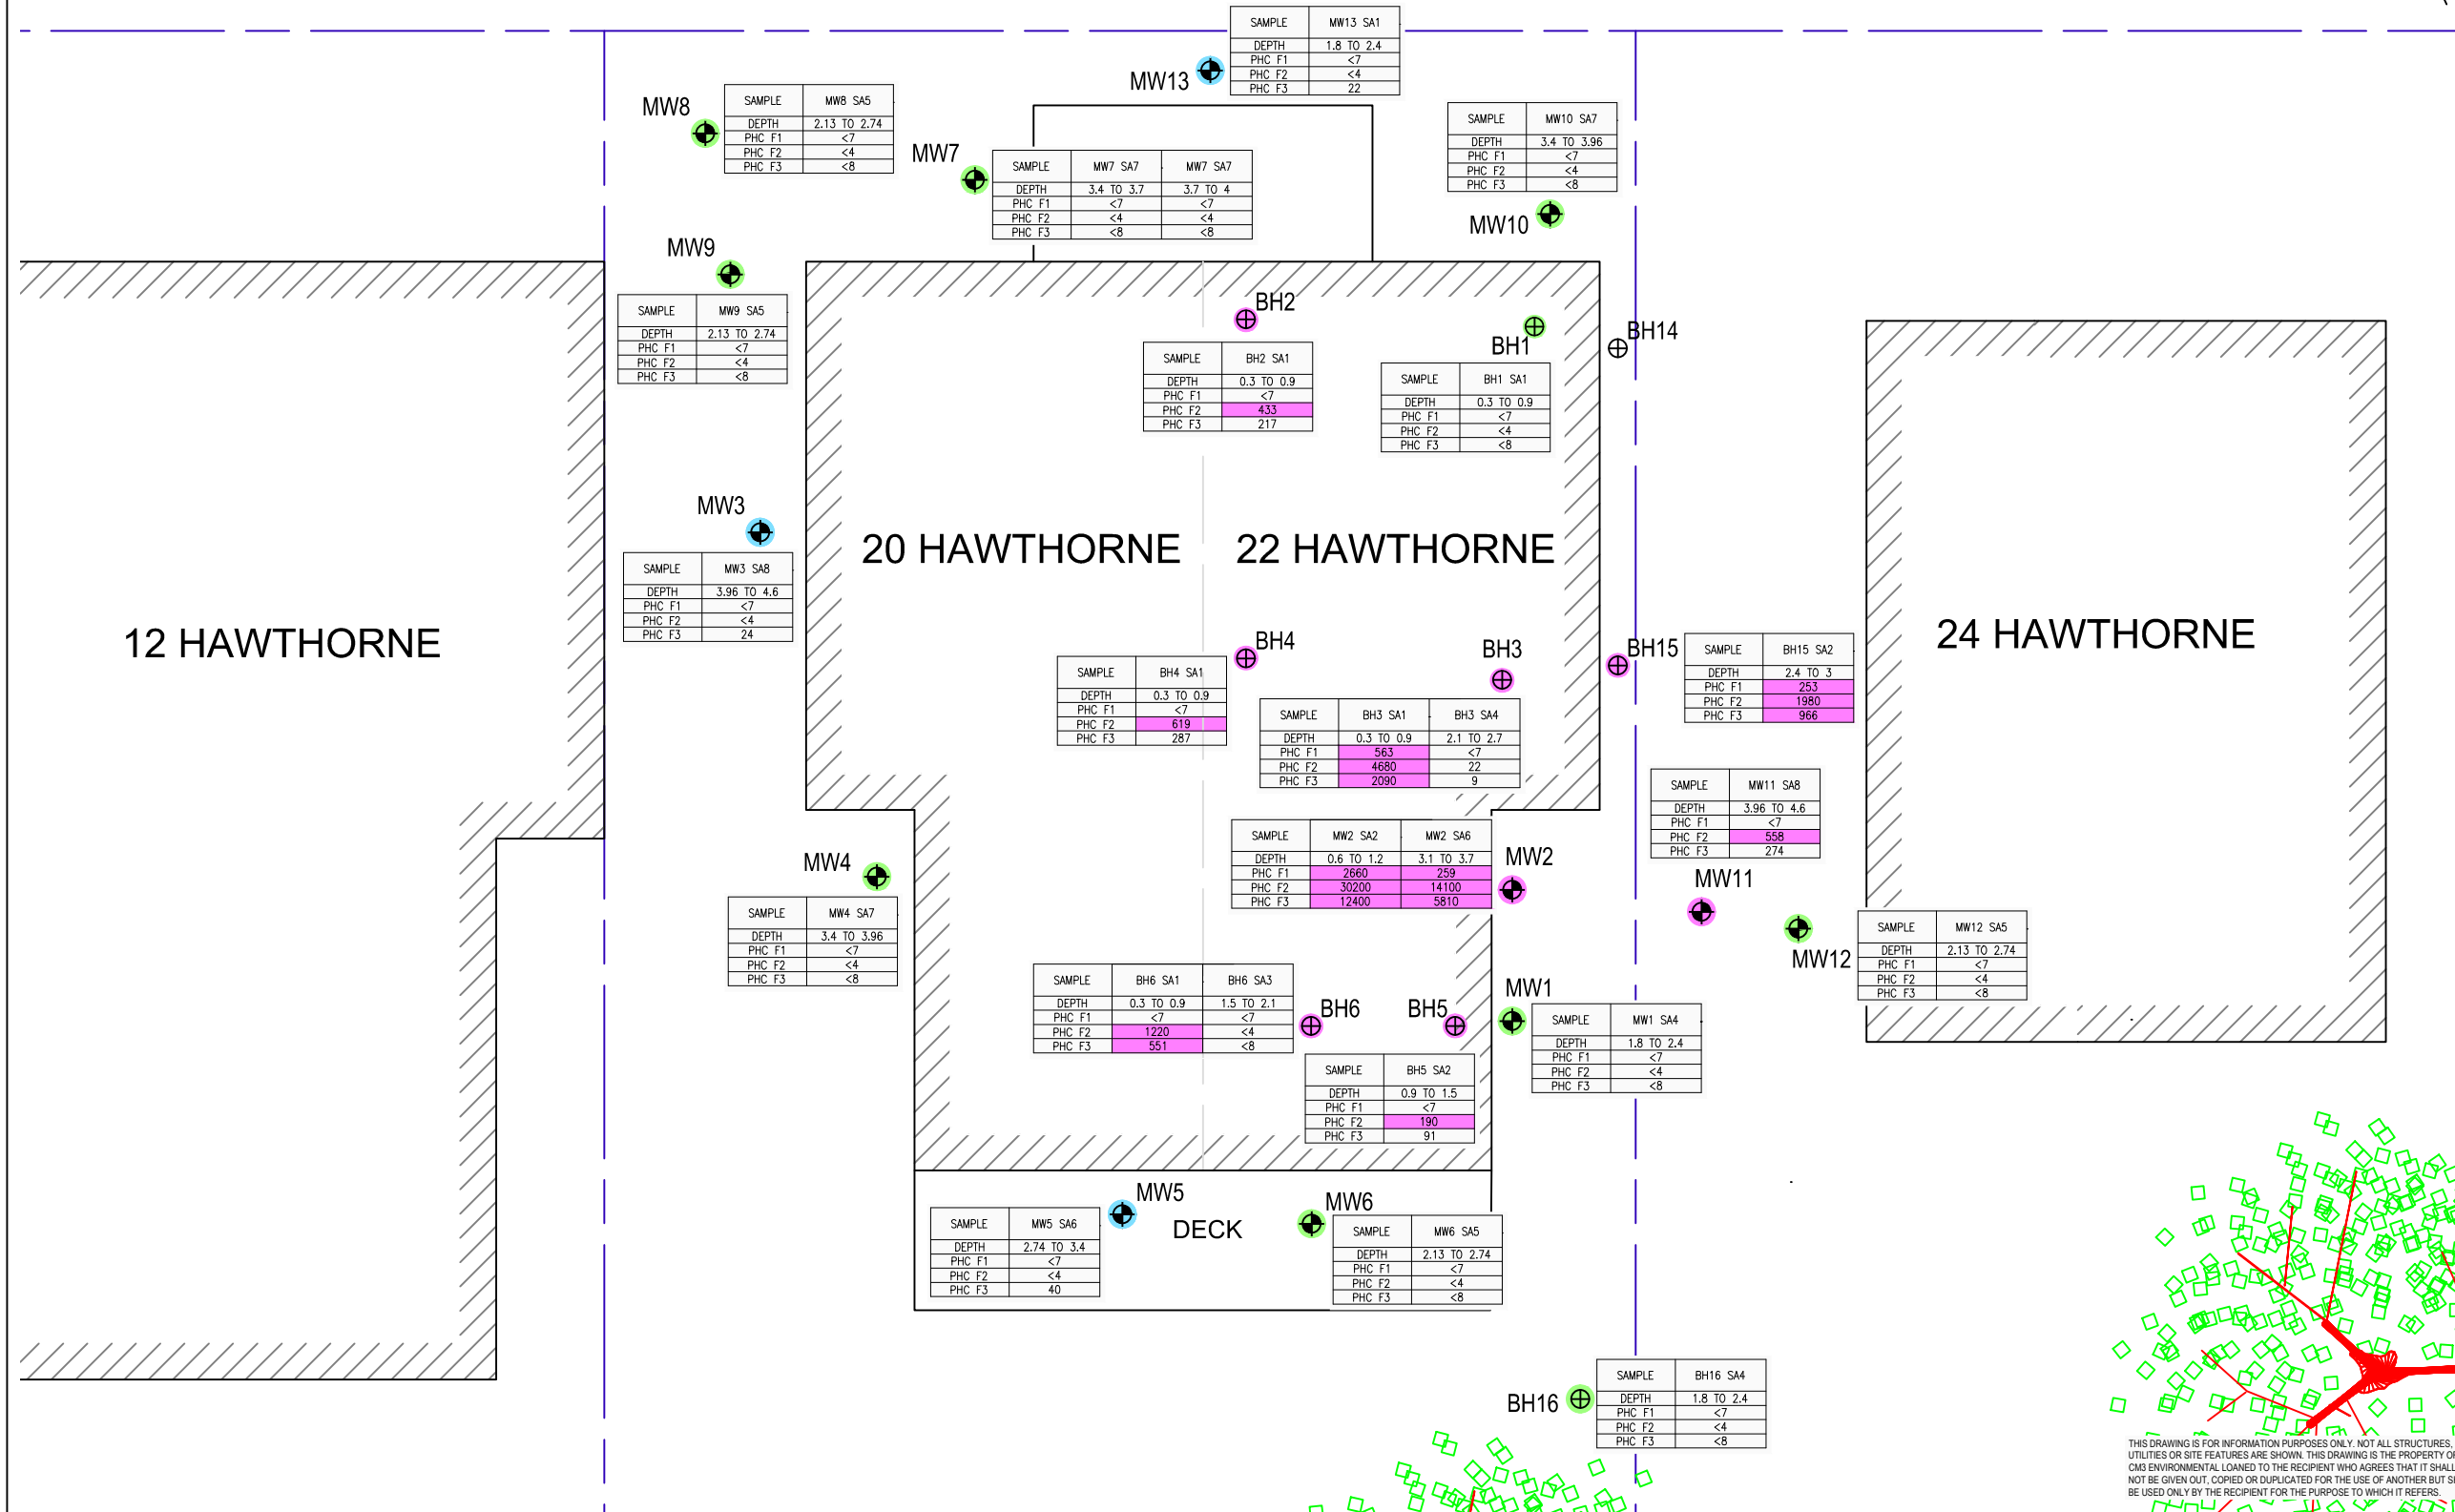 SAMPLE MW13 SA1
DEPTH 1.8 TO 2.4
PHC F1 <7
PHC F2 <4
PHC F3 22
MW13
MW8
SAMPLE MW8 SA5
DEPTH 2.13 TO 2.74
PHC F1 <7
PHC F2 <4
PHC F3 <8
MW7
SAMPLE MW7 SA7 MW7 SA7
DEPTH 3.4 TO 3.7 3.7 TO 4
PHC F1 <7 <7
PHC F2 <4 <4
PHC F3 <8 <8
SAMPLE MW10 SA7
DEPTH 3.4 TO 3.96
PHC F1 <7
PHC F2 <4
PHC F3 <8
MW10
MW9
SAMPLE MW9 SA5
DEPTH 2.13 TO 2.74
PHC F1 <7
PHC F2 <4
PHC F3 <8
BH2
SAMPLE BH2 SA1
DEPTH 0.3 TO 0.9
PHC F1 <7
PHC F2 433
PHC F3 217
BH1
SAMPLE BH1 SA1
DEPTH 0.3 TO 0.9
PHC F1 <7
PHC F2 <4
PHC F3 <8
BH14
MW3
SAMPLE MW3 SA8
DEPTH 3.96 TO 4.6
PHC F1 <7
PHC F2 <4
PHC F3 24
20 HAWTHORNE
22 HAWTHORNE
12 HAWTHORNE
24 HAWTHORNE
BH4
SAMPLE BH4 SA1
DEPTH 0.3 TO 0.9
PHC F1 <7
PHC F2 619
PHC F3 287
BH3
SAMPLE BH3 SA1 BH3 SA4
DEPTH 0.3 TO 0.9 2.1 TO 2.7
PHC F1 563 <7
PHC F2 4680 22
PHC F3 2090 9
BH15
SAMPLE BH15 SA2
DEPTH 2.4 TO 3
PHC F1 253
PHC F2 1980
PHC F3 966
SAMPLE MW11 SA8
DEPTH 3.96 TO 4.6
PHC F1 <7
PHC F2 558
PHC F3 274
MW11
SAMPLE MW2 SA2 MW2 SA6
DEPTH 0.6 TO 1.2 3.1 TO 3.7
PHC F1 2660 259
PHC F2 30200 14100
PHC F3 12400 5810
MW2
MW4
SAMPLE MW4 SA7
DEPTH 3.4 TO 3.96
PHC F1 <7
PHC F2 <4
PHC F3 <8
MW12
SAMPLE MW12 SA5
DEPTH 2.13 TO 2.74
PHC F1 <7
PHC F2 <4
PHC F3 <8
SAMPLE BH6 SA1 BH6 SA3
DEPTH 0.3 TO 0.9 1.5 TO 2.1
PHC F1 <7 <7
PHC F2 1220 <4
PHC F3 551 <8
BH6
BH5
SAMPLE BH5 SA2
DEPTH 0.9 TO 1.5
PHC F1 <7
PHC F2 190
PHC F3 91
MW1
SAMPLE MW1 SA4
DEPTH 1.8 TO 2.4
PHC F1 <7
PHC F2 <4
PHC F3 <8
MW5
SAMPLE MW5 SA6
DEPTH 2.74 TO 3.4
PHC F1 <7
PHC F2 <4
PHC F3 40
DECK
MW6
SAMPLE MW6 SA5
DEPTH 2.13 TO 2.74
PHC F1 <7
PHC F2 <4
PHC F3 <8
BH16
SAMPLE BH16 SA4
DEPTH 1.8 TO 2.4
PHC F1 <7
PHC F2 <4
PHC F3 <8
THIS DRAWING IS FOR INFORMATION PURPOSES ONLY. NOT ALL STRUCTURES,
UTILITIES OR SITE FEATURES ARE SHOWN. THIS DRAWING IS THE PROPERTY
CM3 ENVIRONMENTAL LOANED TO THE RECIPIENT WHO AGREES THAT IT SHALL
NOT BE GIVEN OUT, COPIED OR DUPLICATED FOR THE USE OF ANOTHER BUT
BE USED ONLY BY THE RECIPIENT FOR THE PURPOSE TO WHICH IT REFERS.